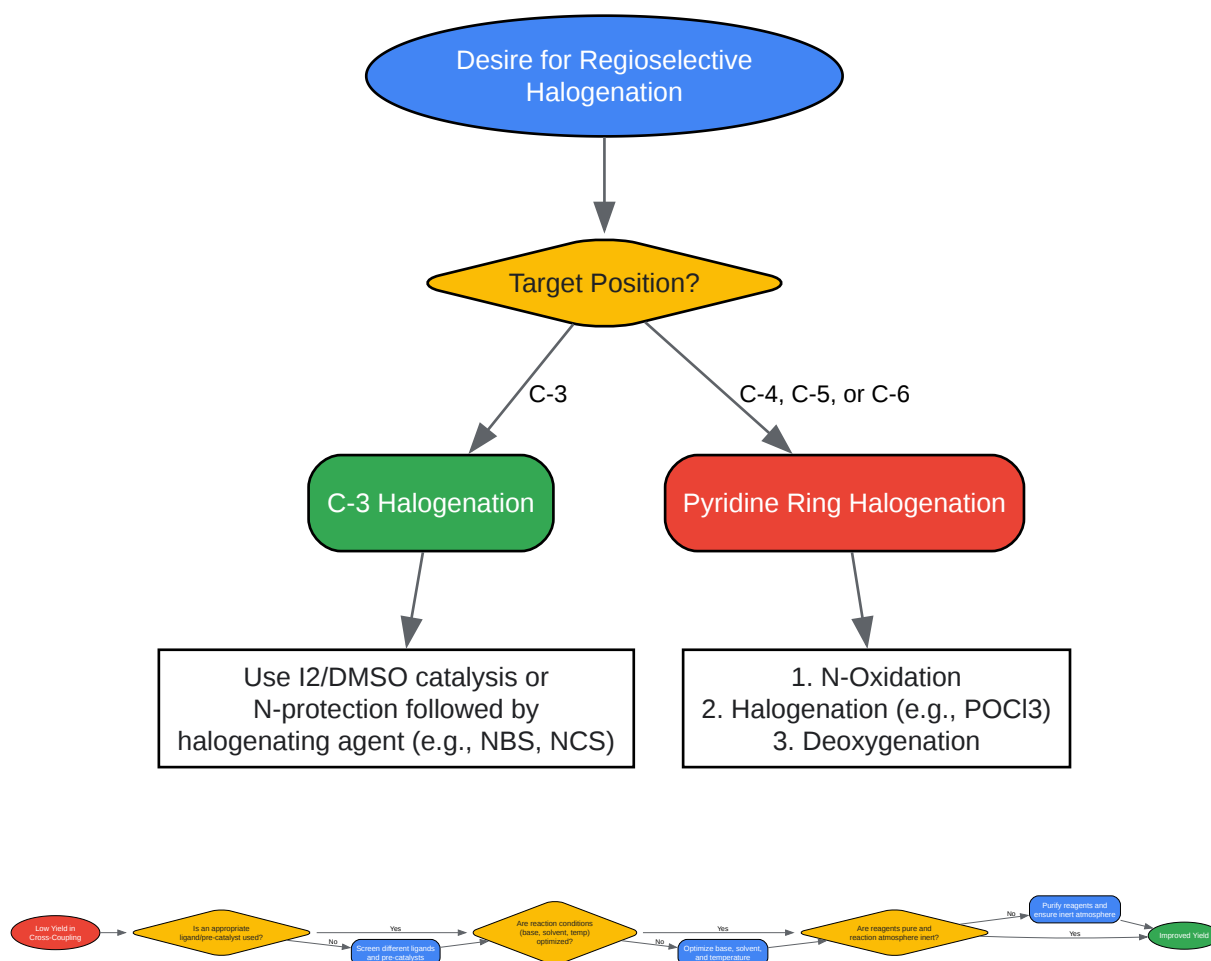 Desire for Regioselective
Halogenation
Target Position?
C-3
C-4, C-5, or C-6
C-3 Halogenation
Pyridine Ring Halogenation
Use I2/DMSO catalysis or
N-protection followed by
halogenating agent (e.g., NBS, NCS)
1. N-Oxidation
2. Halogenation (e.g., POCl3)
3. Deoxygenation
Low Yield in
Cross-Coupling
Is an appropriate
ligand/pre-catalyst used?
Yes
No
Screen different ligands
and pre-catalysts
Are reaction conditions
(base, solvent, temp)
optimized?
Yes
No
Optimize base, solvent,
and temperature
Are reagents pure and
reaction atmosphere inert?
No
Yes
Purify reagents and
ensure inert atmosphere
Improved Yield